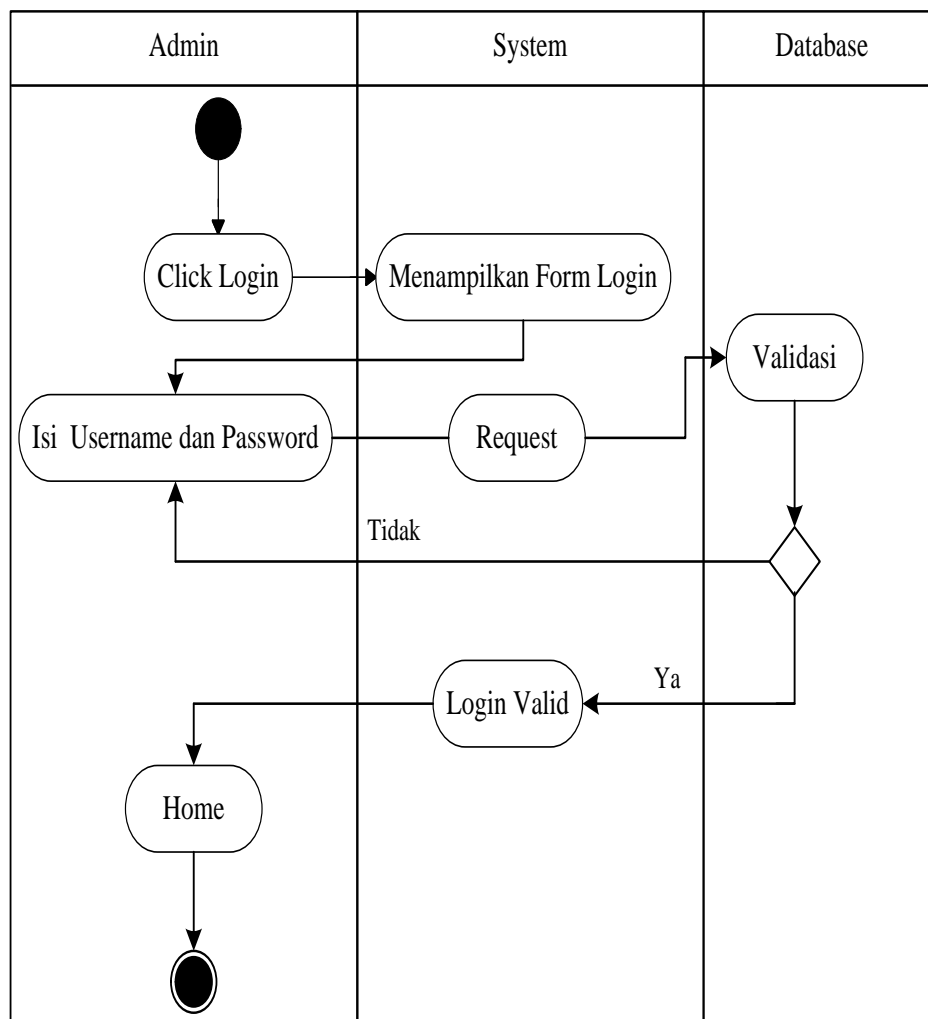 Admin
System
Database
Click Login
Menampilkan Form Login
Validasi
Isi Username dan Password
Request
Tidak
Ya
Login Valid
Home